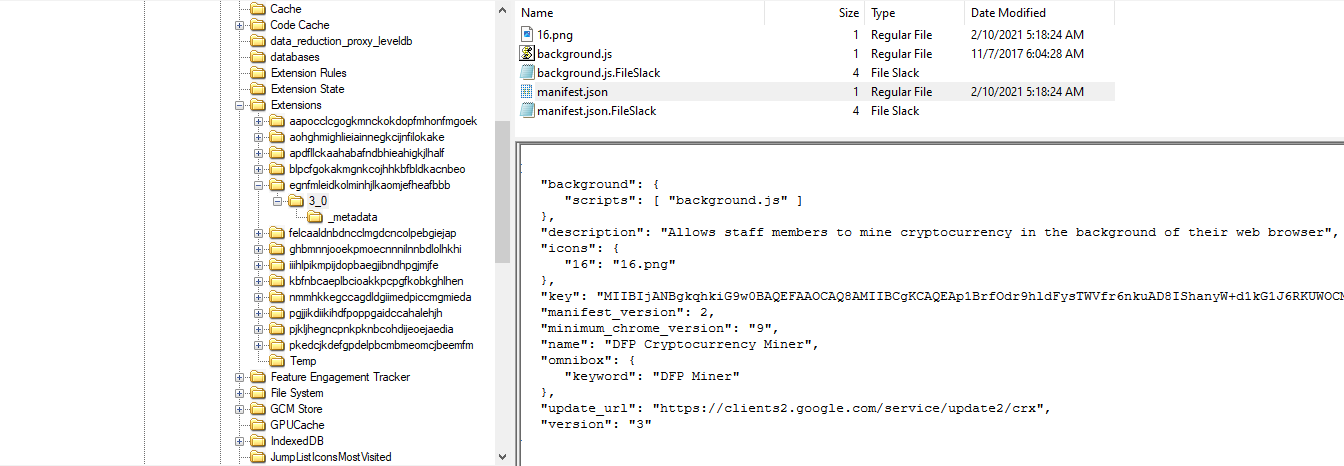 Cache
Code Cache
data_reduction_proxy_leveldb
databases
Extension Rules
Extension State
Extensions
aapocclcgogkmnckokdopfmhonfmgoek
aohghmighlieiainnegkcijnfilokake
apdfllckaahabafndbhieahigkjlhalf
blpcfgokakmgnkcojhhkbfbldkacnbeo
egnfmleidkolminhjlkaomjefheafbbb
3_0
_metadata
felcaaldnbdncclmgdcncolpebgiejap
ghbmnnjooekpmoecnnnilnnbdlolhkhi
iiihlpikmpijdopbaegjibndhpgjmjfe
kbfnbcaeplbcioakkpcpgfkobkghlhen
nmmhkkegccagdldgiimedpiccmgmieda
pgjjikdiikihdfpoppgaidccahalehjh
pjkljhegncpnkpknbcohdijeoejaedia
pkedcjkdefgpdelpbcmbmeomcjbeemfm
Temp
Feature Engagement Tracker
File System
GCM Store
GPUCache
IndexedDB
JumpListIconsMostVisited
Name Size Type Date Modified
16.png 1 Regular File 2/10/2021 5:18:24 AM
background.js 1 Regular File 11/7/2017 6:04:28 AM
background.js.FileSlack 4 File Slack
manifest.json 1 Regular File 2/10/2021 5:18:24 AM
manifest.json.FileSlack 4 File Slack
"background": {
"scripts": [ "background.js" ]
},
"description": "Allows staff members to mine cryptocurrency in the background of their web browser",
"icons": {
"16": "16.png"
},
"key": "MIIBIjANBgkqhkiG9w0BAQEFAAOCAQ8AMIIBCgKCAQEAp1BrfOdr9hldFysTWVfr6nkuAD8IShanyW+d1kG1J6RKUWOCM
"manifest_version": 2,
"minimum_chrome_version": "9",
"name": "DFP Cryptocurrency Miner",
"omnibox": {
"keyword": "DFP Miner"
},
"update_url": "https://clients2.google.com/service/update2/crx",
"version": "3"